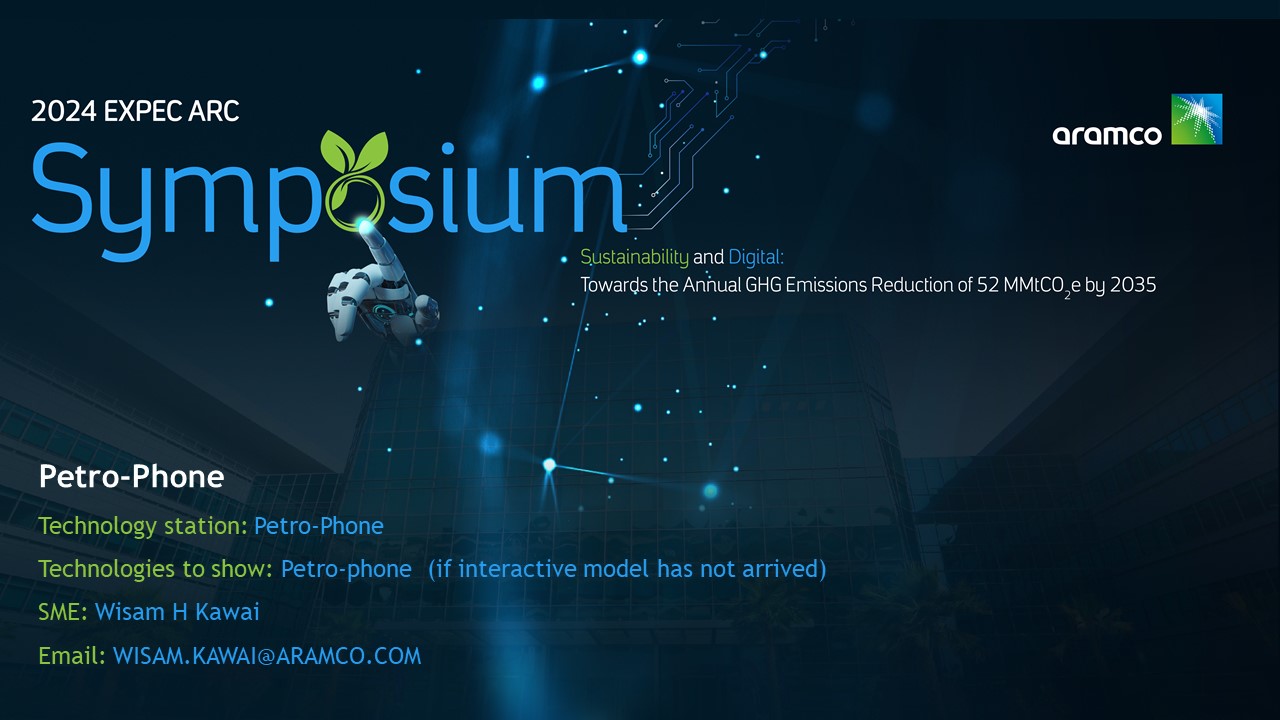 2024 EXPEC ARC
Symposium
aramco
Sustainability and Digital:
Towards the Annual GHG Emissions Reduction of 52 MMtCO2e by 2035
Petro-Phone
Technology station: Petro-Phone
Technologies to show: Petro-phone (if interactive model has not arrived)
SME: Wisam H Kawai
Email: WISAM.KAWAI@ARAMCO.COM